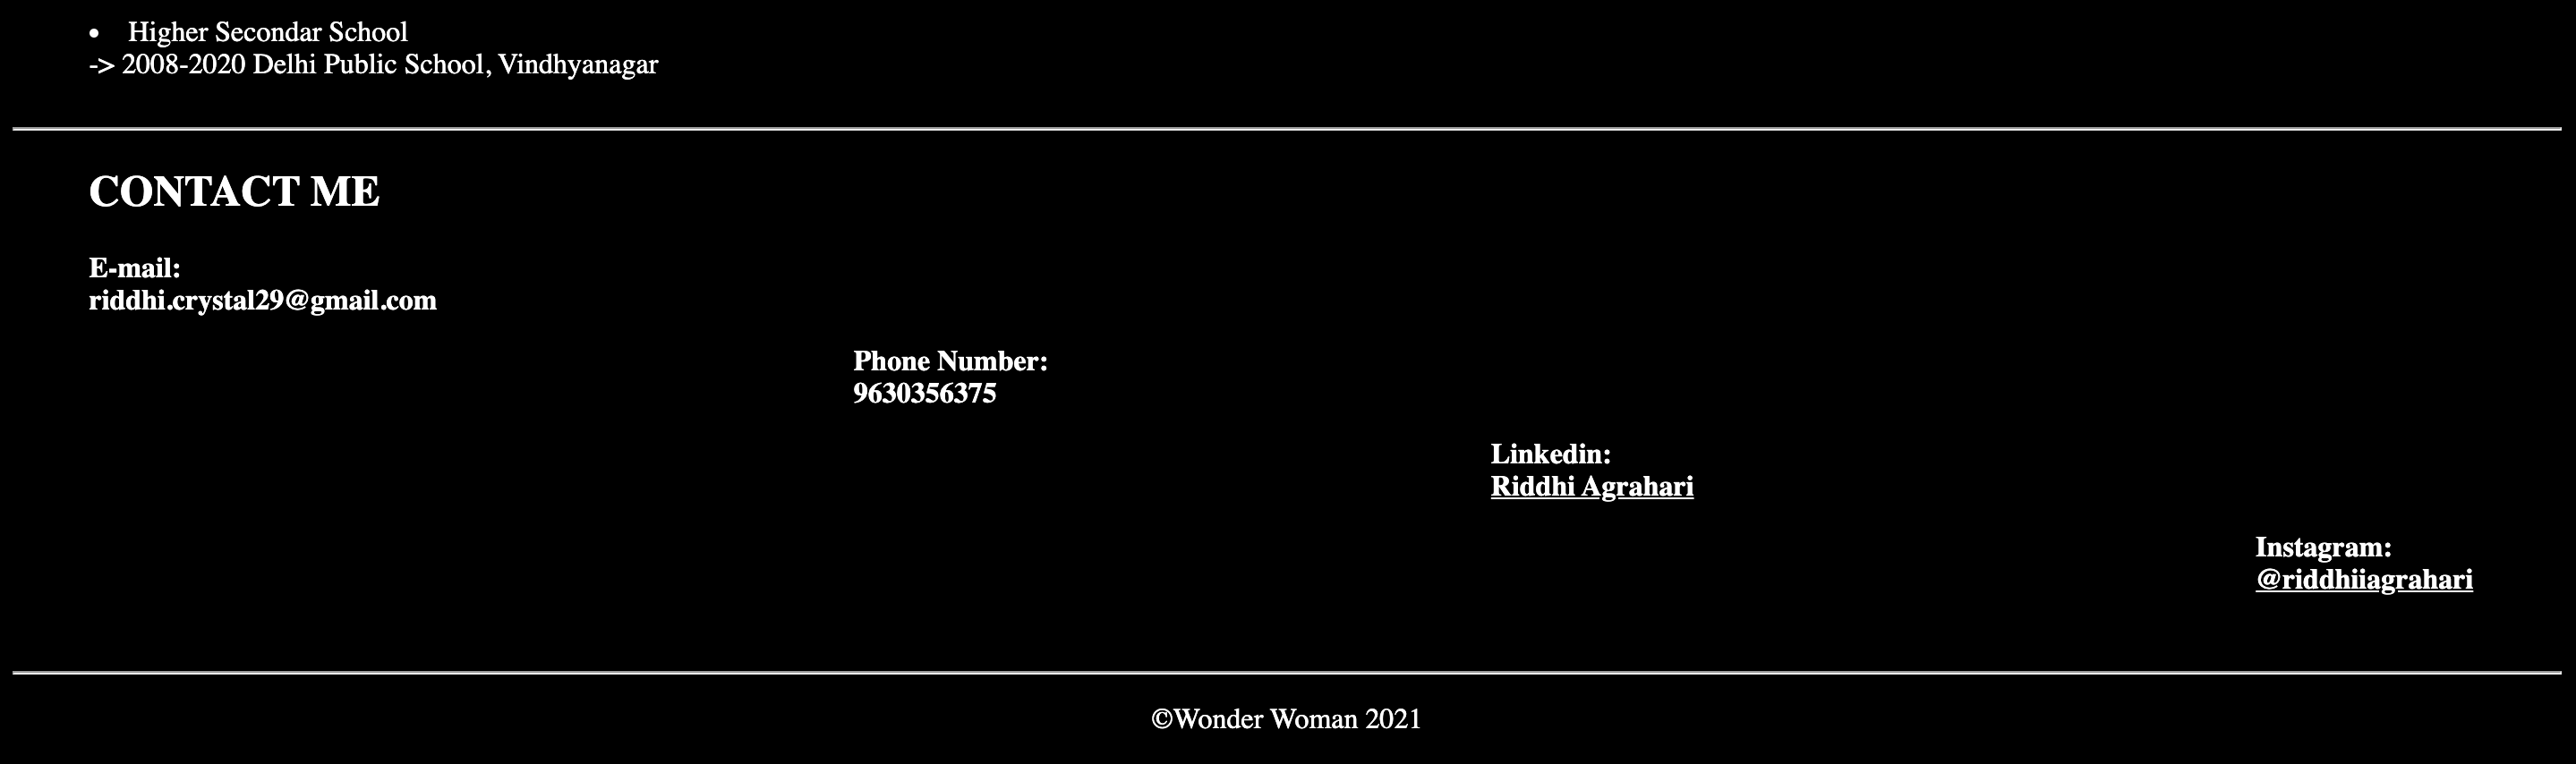 • Higher Secondar School
-> 2008-2020 Delhi Public School, Vindhyanagar
CONTACT ME
E-mail:
riddhi.crystal29@gmail.com
Phone Number:
9630356375
Linkedin:
Riddhi Agrahari
Instagram:
@riddhiiagrahari
©Wonder Woman 2021